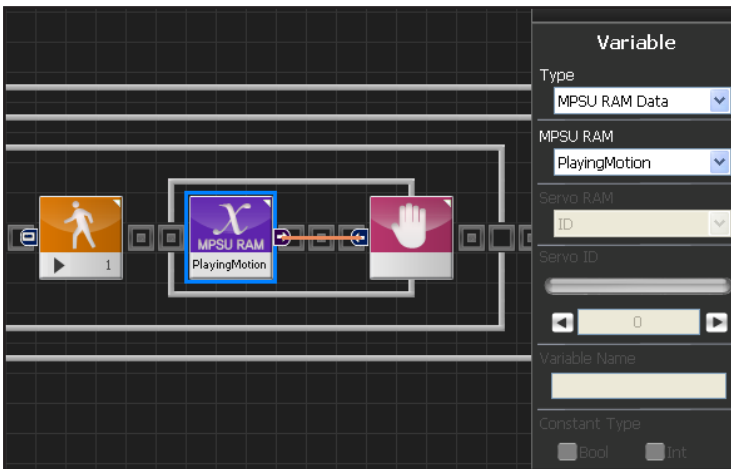 1
MPSU RAM
PlayingMotion
Variable
Type
MPSU RAM Data
MPSU RAM
PlayingMotion
Servo RAM
ID
Servo ID
0
Variable Name
Constant Type
Bool
Int